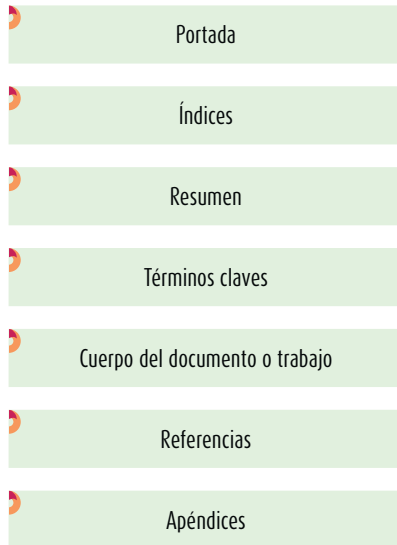 Portada
Índices
Resumen
Términos claves
Cuerpo del documento o trabajo
Referencias
Apéndices